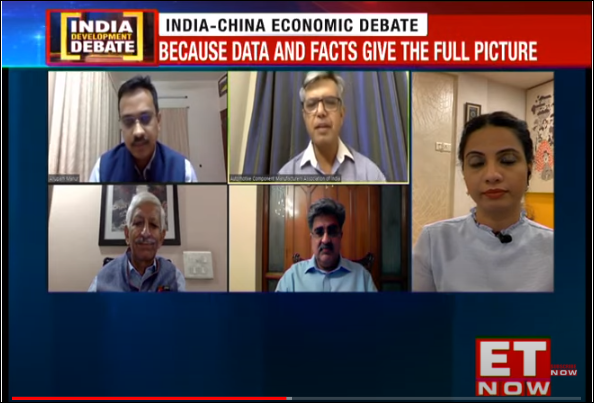 INDIA
DEVELOPMENT
DEBATE
INDIA-CHINA ECONOMIC DEBATE
BECAUSE DATA AND FACTS GIVE THE FULL PICTURE
Automotive Component Manufacturers Association of India
ET
NOW
NOW